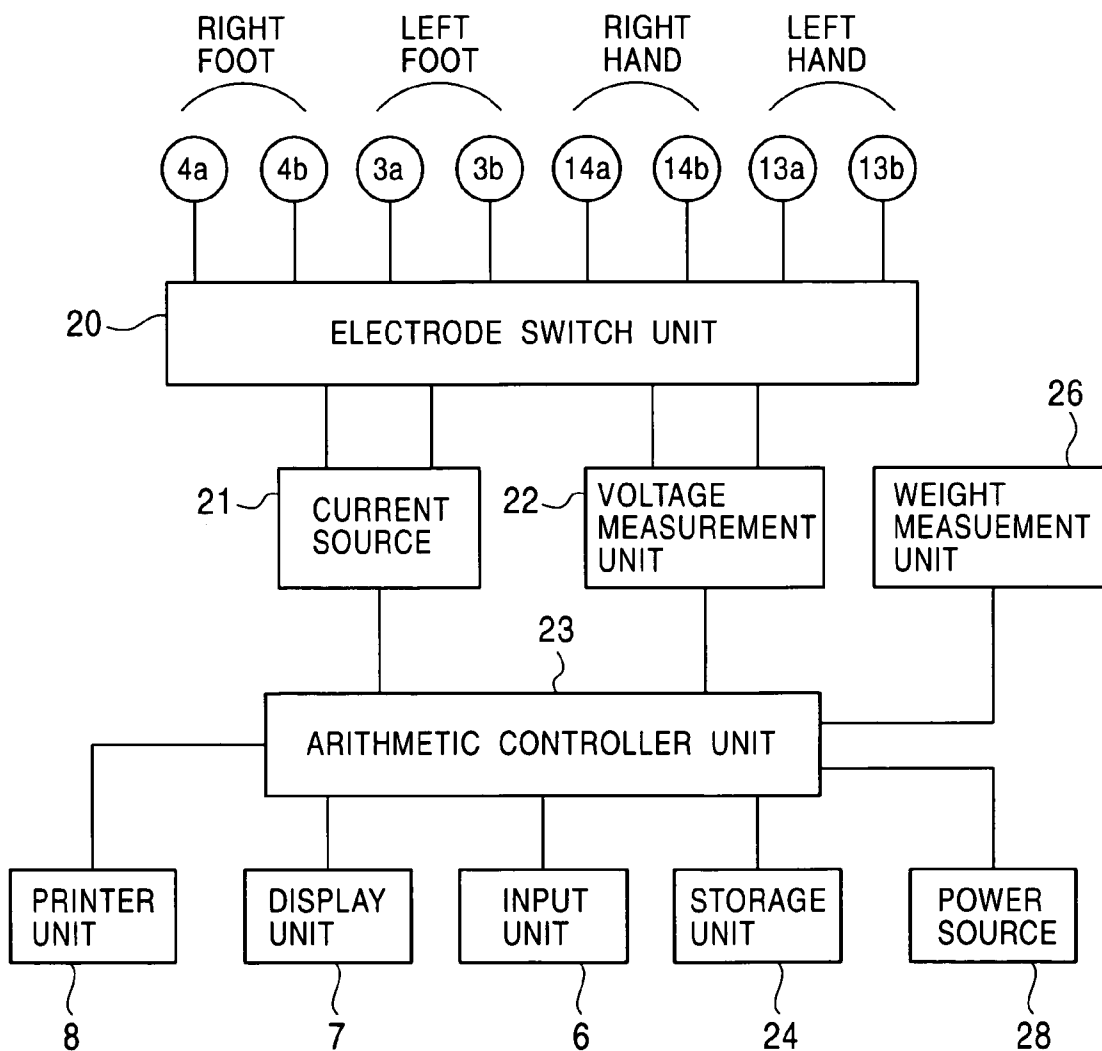 RIGHT FOOT
LEFT FOOT
RIGHT HAND
LEFT HAND
4a 4b 3a 3b 14a 14b 13a 13b
20
ELECTRODE SWITCH UNIT
26
21
CURRENT
SOURCE
22
VOLTAGE
MEASUREMENT
UNIT
WEIGHT
MEASUEMENT
UNIT
23
ARITHMETIC CONTROLLER UNIT
PRINTER
UNIT
DISPLAY
UNIT
INPUT
UNIT
STORAGE
UNIT
POWER
SOURCE
8 7 6 24 28